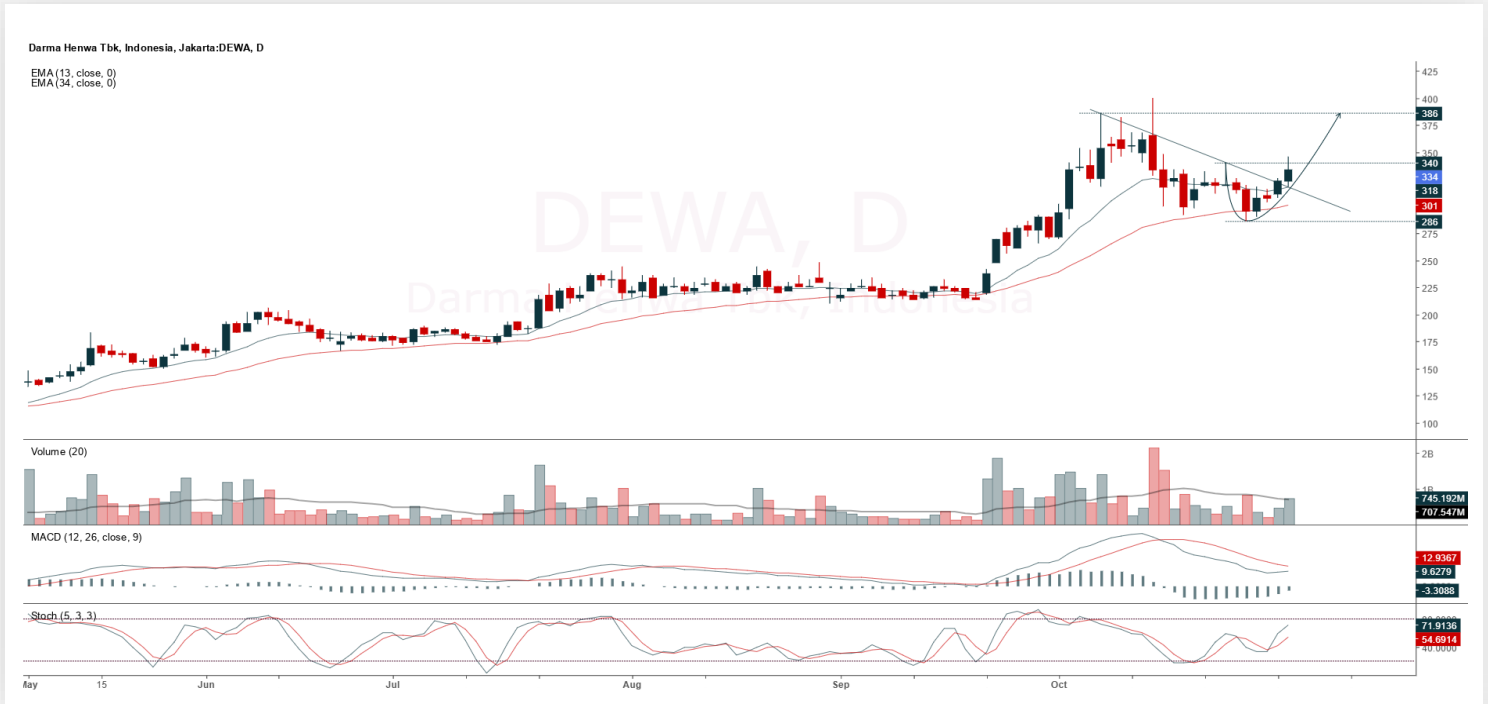 Darma Henwa Tbk, Indonesia, Jakarta:DEWA, D
EMA (13, close, 0)
EMA (34, close, 0)
DEWA, D
Darma Henwa Tbk, Indonesia
425
400
386
375
350
340
334
318
301
286
275
250
225
200
175
150
125
100
Volume (20)
2B
1B
745.192M
707.547M
MACD (12, 26, close, 9)
12.9367
9.6279
-3.3088
Stoch (5, 3, 3)
71.9136
54.6914
40.0000
May 15 Jun Jul Aug Sep Oct